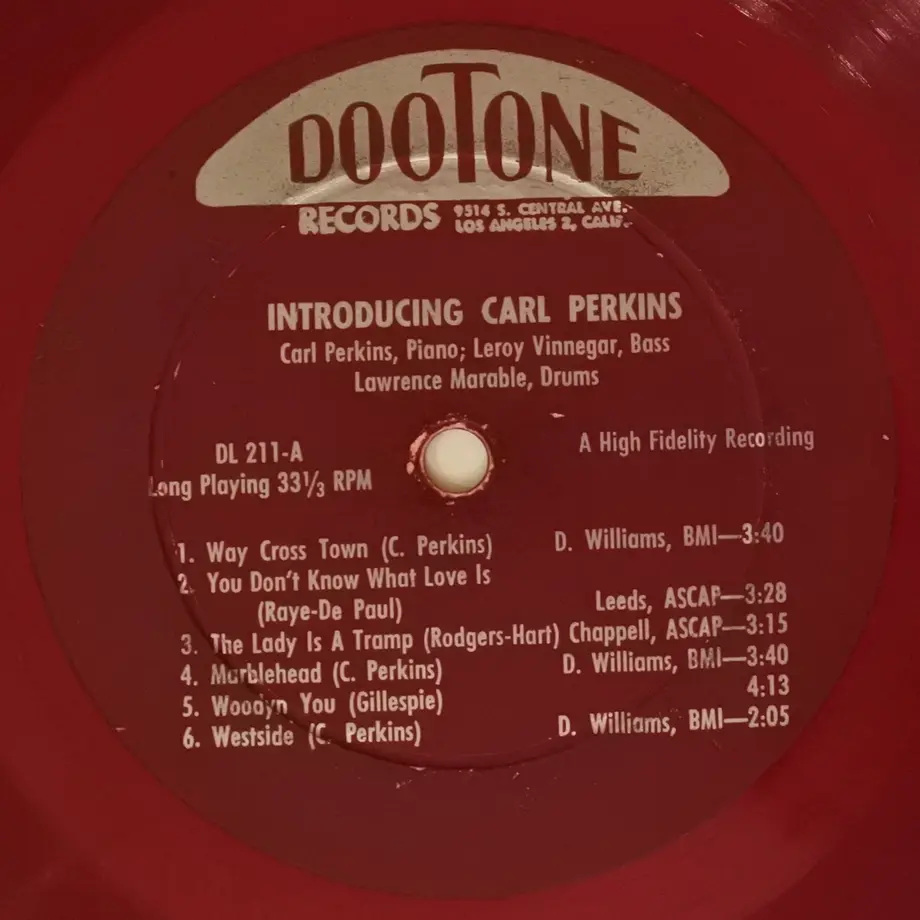 DOOTONE
RECORDS 9514 S. CENTRAL AVE.
LOS ANGELES 2, CALIF.
INTRODUCING CARL PERKINS
Carl Perkins, Piano; Leroy Vinnegar, Bass
Lawrence Marable, Drums
DL 211-A
A High Fidelity Recording
Long Playing 33⅓ RPM
1. Way Cross Town (C. Perkins) D. Williams, BMI—3:40
2. You Don't Know What Love Is
(Raye-De Paul) Leeds, ASCAP—3:28
3. The Lady Is A Tramp (Rodgers-Hart) Chappell, ASCAP—3:15
4. Marblehead (C. Perkins) D. Williams, BMI—3:40
5. Woodyn You (Gillespie) 4:13
6. Westside (C. Perkins) D. Williams, BMI—2:05